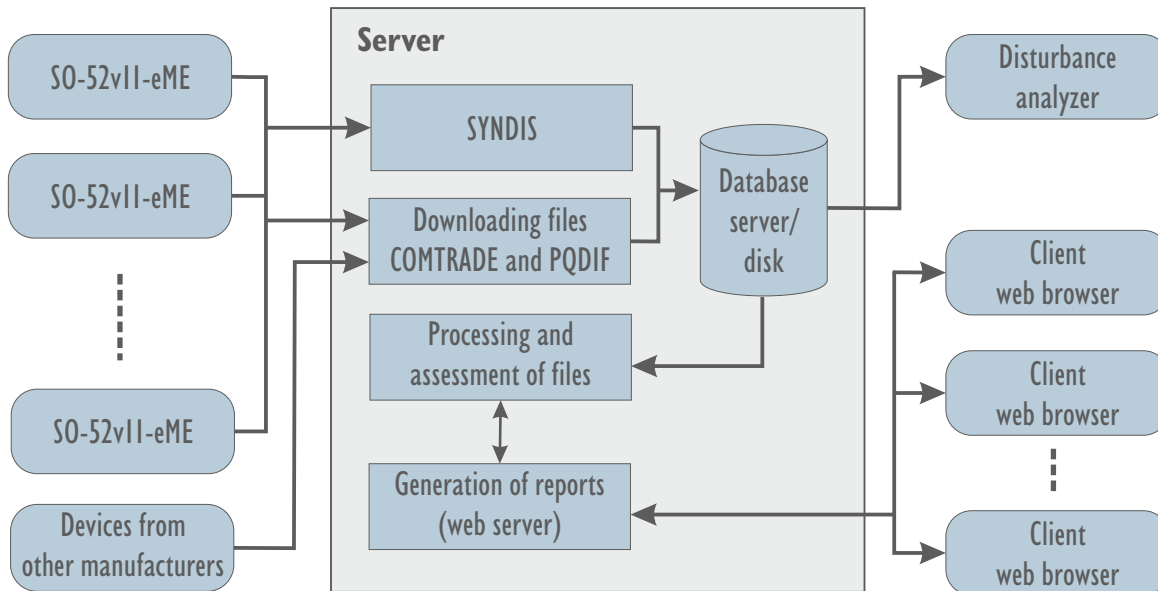 SO-52v11-eME
SO-52v11-eME
SO-52v11-eME
Devices from
other manufacturers
Server
SYNDIS
Downloading files
COMTRADE and PQDIF
Processing and
assessment of files
Generation of reports
(web server)
Database
server/
disk
Disturbance
analyzer
Client
web browser
Client
web browser
Client
web browser